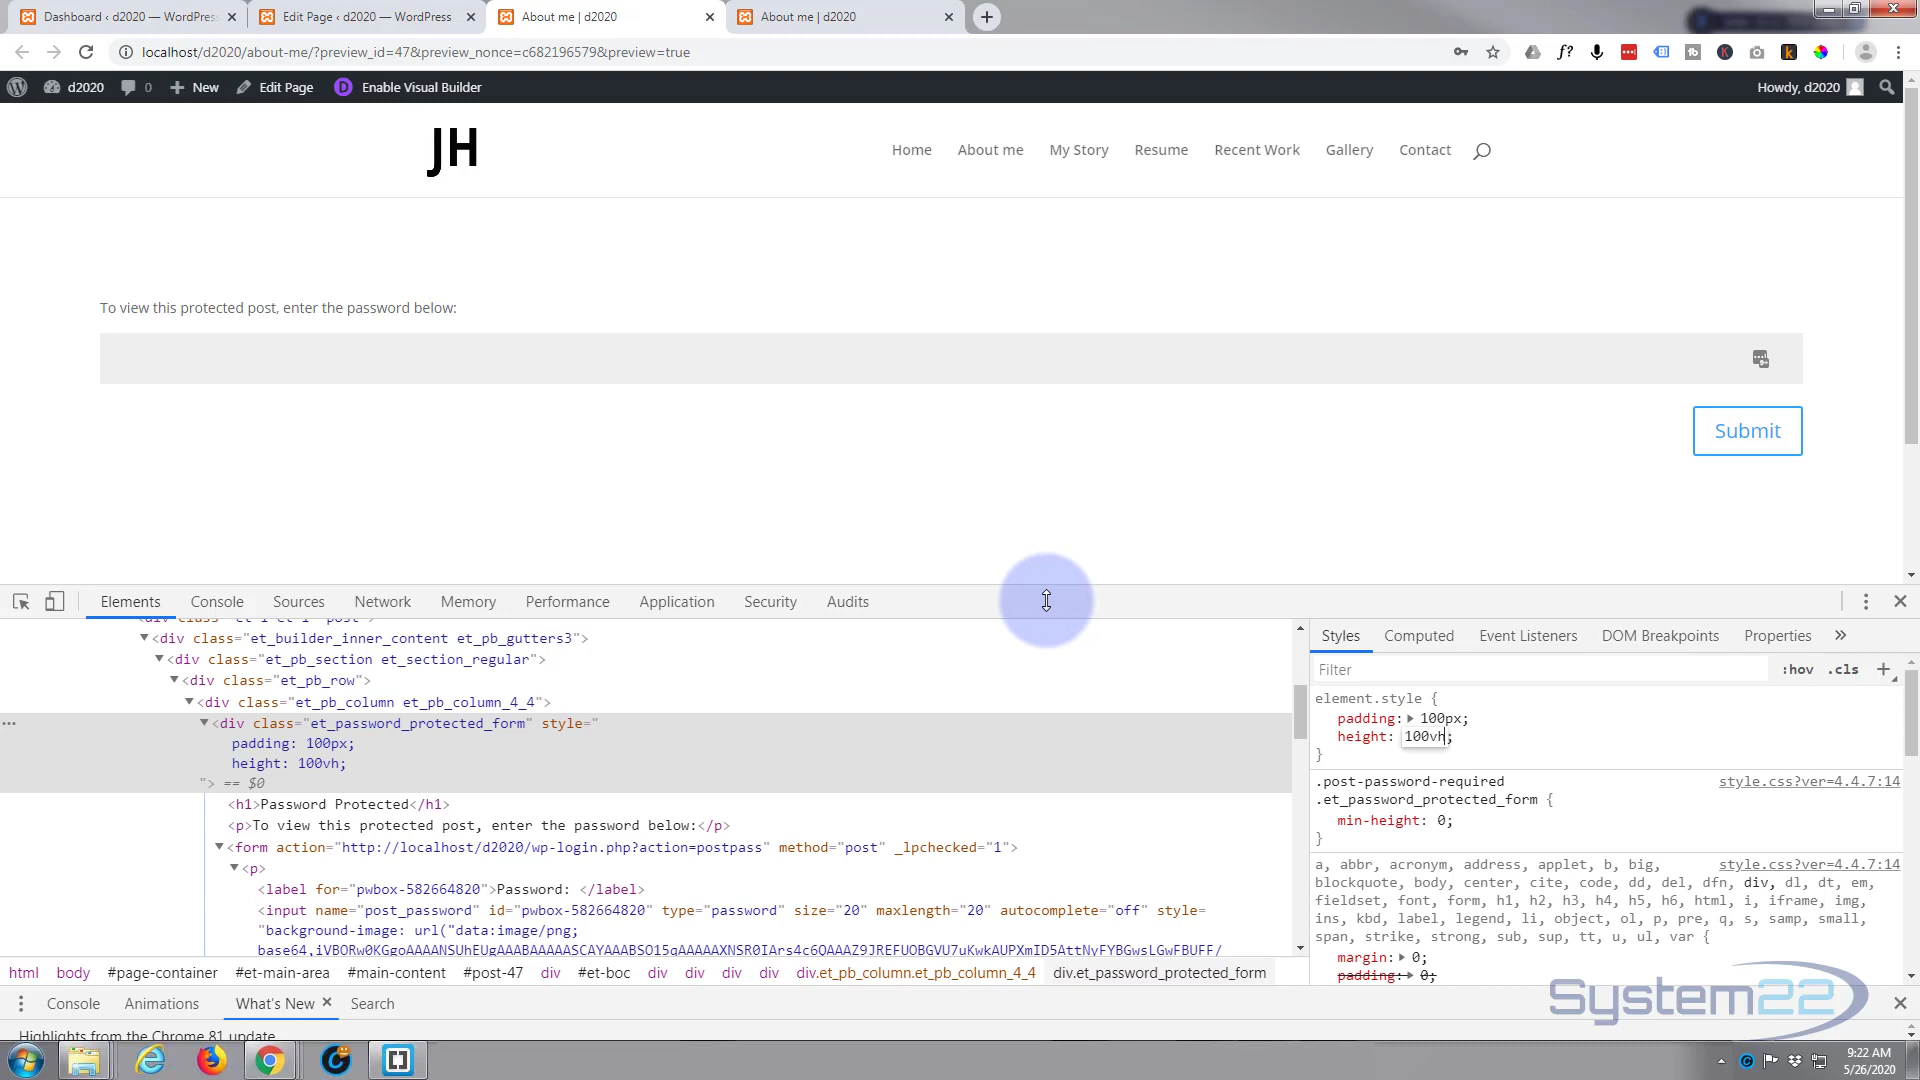 Dashboard ‹ d2020 — WordPres
Edit Page ‹ d2020 — WordPress
About me | d2020
About me | d2020
localhost/d2020/about-me/?preview_id=47&preview_nonce=c682196579&preview=true
d2020
0
New
Edit Page
Enable Visual Builder
Howdy, d2020
JH
Home
About me
My Story
Resume
Recent Work
Gallery
Contact
To view this protected post, enter the password below:
Submit
Elements
Console
Sources
Network
Memory
Performance
Application
Security
Audits
<div class="et_builder_inner_content et_pb_gutters3">
<div class="et_pb_section et_section_regular">
<div class="et_pb_row">
<div class="et_pb_column et_pb_column_4_4">
<div class="et_password_protected_form" style="
padding: 100px;
height: 100vh;
"> == $0
<h1>Password Protected</h1>
<p>To view this protected post, enter the password below:</p>
<form action="http://localhost/d2020/wp-login.php?action=postpass" method="post" _lpchecked="1">
<p>
<label for="pwbox-582664820">Password: </label>
<input name="post_password" id="pwbox-582664820" type="password" size="20" maxlength="20" autocomplete="off" style=
"background-image: url("data:image/png;
html
body
#page-container
#et-main-area
#main-content
#post-47
div
#et-boc
div
div
div
div
div.et_pb_column.et_pb_column_4_4
div.et_password_protected_form
Styles
Computed
Event Listeners
DOM Breakpoints
Properties
»
Filter
:hov
.cls
+
element.style {
padding: 100px;
height: 100vh;
}
.post-password-required
.et_password_protected_form {
style.css?ver=4.4.7:14
min-height: 0;
}
a, abbr, acronym, address, applet, b, big,
style.css?ver=4.4.7:14
blockquote, body, center, cite, code, dd, del, dfn, div, dl, dt, em,
fieldset, font, form, h1, h2, h3, h4, h5, h6, html, i, iframe, img,
ins, kbd, label, legend, li, object, ol, p, pre, q, s, samp, small,
span, strike, strong, sub, sup, tt, u, ul, var {
margin: 0;
padding: 0;
Console
Animations
What's New
Search
Highlights from the Chrome 81 update
System22
9:22 AM
5/26/2020